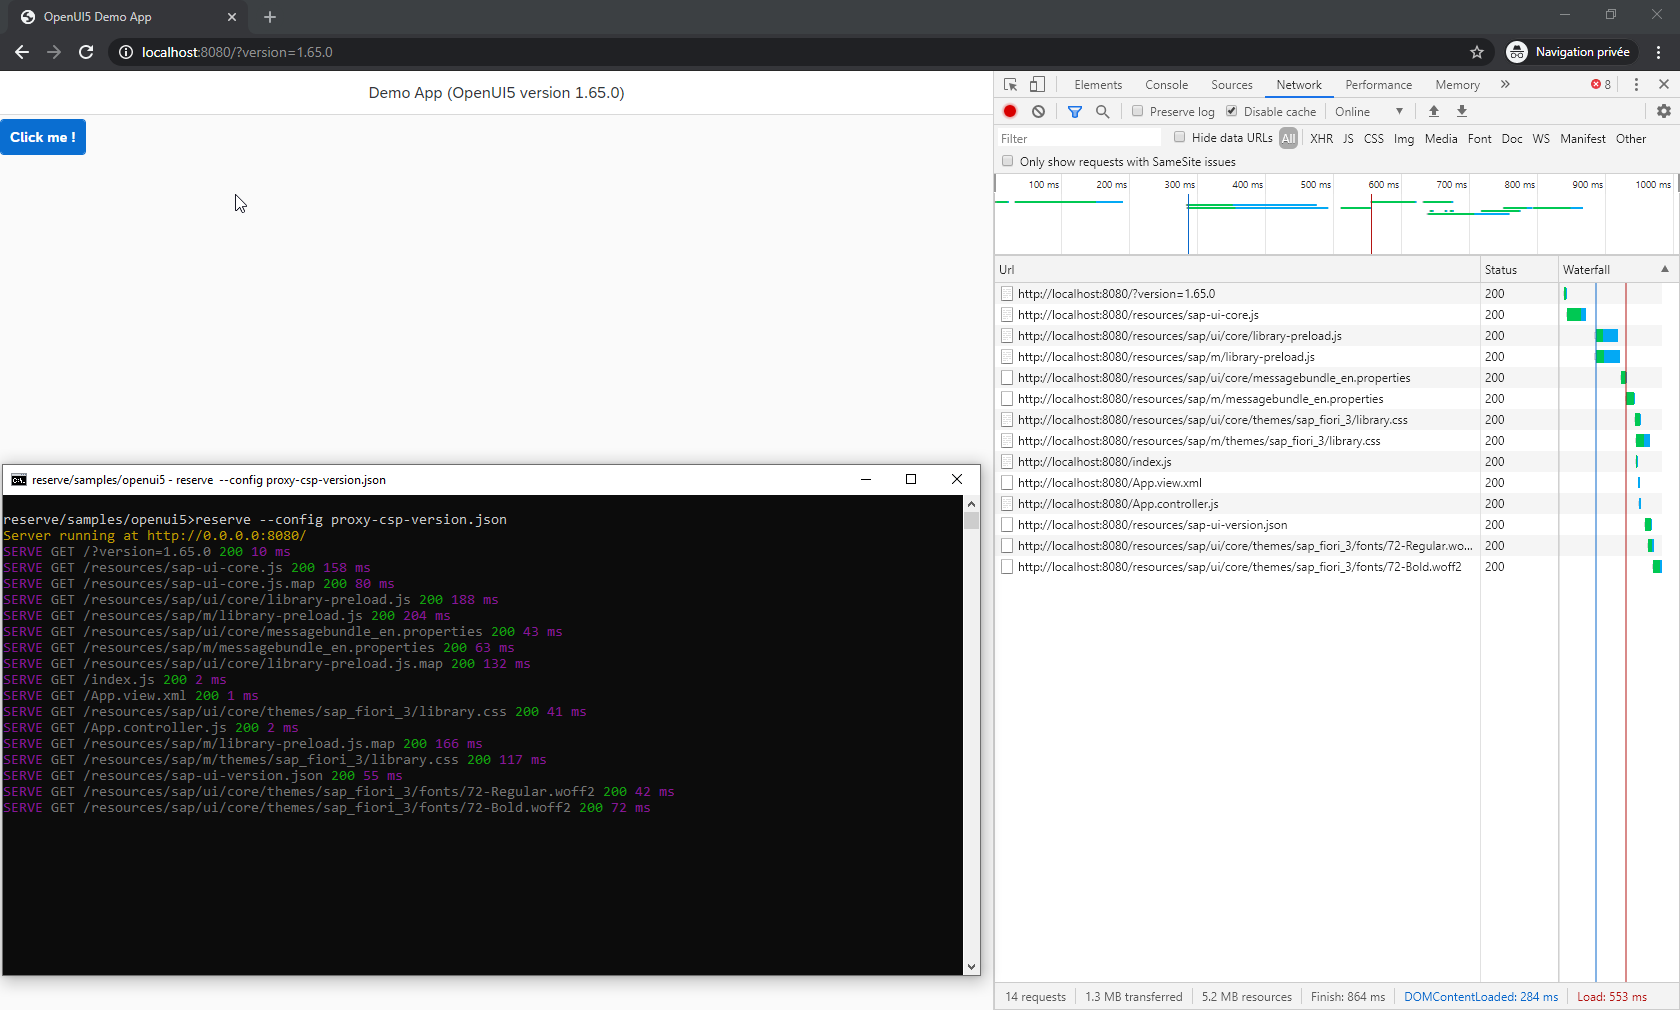 OpenUI5 Demo App
localhost:8080/?version=1.65.0
Navigation privée
Demo App (OpenUI5 version 1.65.0)
Click me !
reserve/samples/openui5 - reserve --config proxy-csp-version.json
reserve/samples/openui5>reserve --config proxy-csp-version.json
Server running at http://0.0.0.0:8080/
SERVE GET /?version=1.65.0 200 10 ms
SERVE GET /resources/sap-ui-core.js 200 158 ms
SERVE GET /resources/sap-ui-core.js.map 200 80 ms
SERVE GET /resources/sap/ui/core/library-preload.js 200 188 ms
SERVE GET /resources/sap/m/library-preload.js 200 204 ms
SERVE GET /resources/sap/ui/core/messagebundle_en.properties 200 43 ms
SERVE GET /resources/sap/m/messagebundle_en.properties 200 63 ms
SERVE GET /resources/sap/ui/core/library-preload.js.map 200 132 ms
SERVE GET /index.js 200 2 ms
SERVE GET /App.view.xml 200 1 ms
SERVE GET /resources/sap/ui/core/themes/sap_fiori_3/library.css 200 41 ms
SERVE GET /App.controller.js 200 2 ms
SERVE GET /resources/sap/m/library-preload.js.map 200 166 ms
SERVE GET /resources/sap/m/themes/sap_fiori_3/library.css 200 117 ms
SERVE GET /resources/sap-ui-version.json 200 55 ms
SERVE GET /resources/sap/ui/core/themes/sap_fiori_3/fonts/72-Regular.woff2 200 42 ms
SERVE GET /resources/sap/ui/core/themes/sap_fiori_3/fonts/72-Bold.woff2 200 72 ms
Elements Console Sources Network Performance Memory » 8
Preserve log Disable cache Online
Filter Hide data URLs All XHR JS CSS Img Media Font Doc WS Manifest Other
Only show requests with SameSite issues
100 ms 200 ms 300 ms 400 ms 500 ms 600 ms 700 ms 800 ms 900 ms 1000 ms
Url Status Waterfall
http://localhost:8080/?version=1.65.0 200
http://localhost:8080/resources/sap-ui-core.js 200
http://localhost:8080/resources/sap/ui/core/library-preload.js 200
http://localhost:8080/resources/sap/m/library-preload.js 200
http://localhost:8080/resources/sap/ui/core/messagebundle_en.properties 200
http://localhost:8080/resources/sap/m/messagebundle_en.properties 200
http://localhost:8080/resources/sap/ui/core/themes/sap_fiori_3/library.css 200
http://localhost:8080/resources/sap/m/themes/sap_fiori_3/library.css 200
http://localhost:8080/index.js 200
http://localhost:8080/App.view.xml 200
http://localhost:8080/App.controller.js 200
http://localhost:8080/resources/sap-ui-version.json 200
http://localhost:8080/resources/sap/ui/core/themes/sap_fiori_3/fonts/72-Regular.wo... 200
http://localhost:8080/resources/sap/ui/core/themes/sap_fiori_3/fonts/72-Bold.woff2 200
14 requests 1.3 MB transferred 5.2 MB resources Finish: 864 ms DOMContentLoaded: 284 ms Load: 553 ms